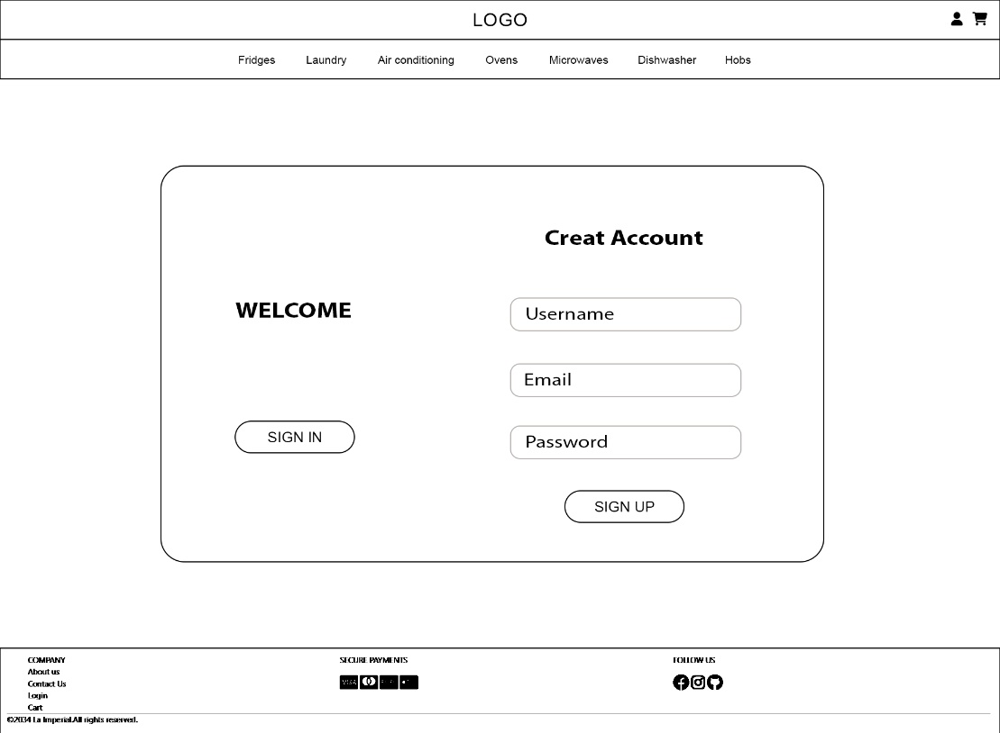 LOGO
Fridges Laundry Air conditioning Ovens Microwaves Dishwasher Hobs
Creat Account
WELCOME
Username
Email
SIGN IN
Password
SIGN UP
COMPANY
About us
Contact Us
Login
Cart
SECURE PAYMENTS
VISA
FOLLOW US
©2034 La Imperial.All rights reserved.